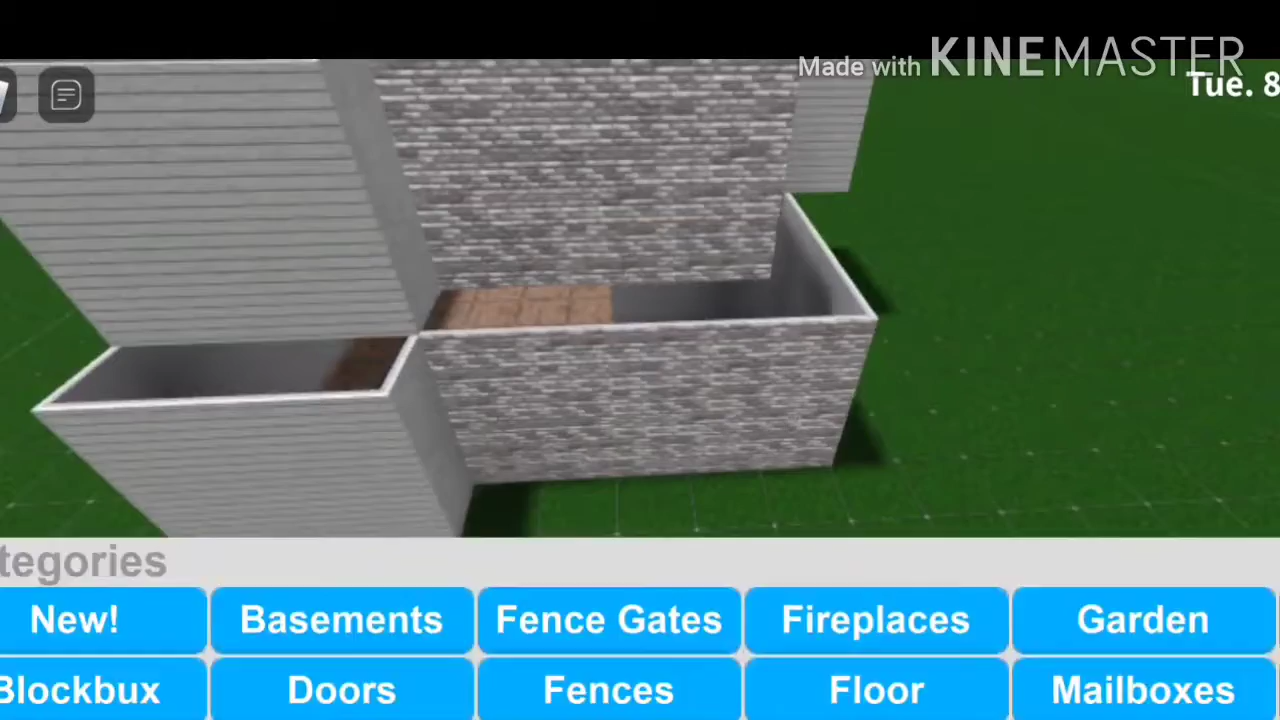 Made with KINEMASTER
Tue. 8
tegories
New!
Basements
Fence Gates
Fireplaces
Garden
Blockbux
Doors
Fences
Floor
Mailboxes